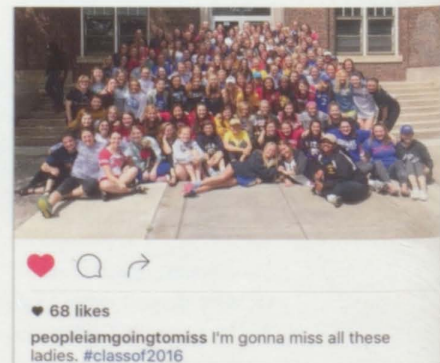 68 likes
peopleiamgoingtomiss I'm gonna miss all these
ladies. #classof2016